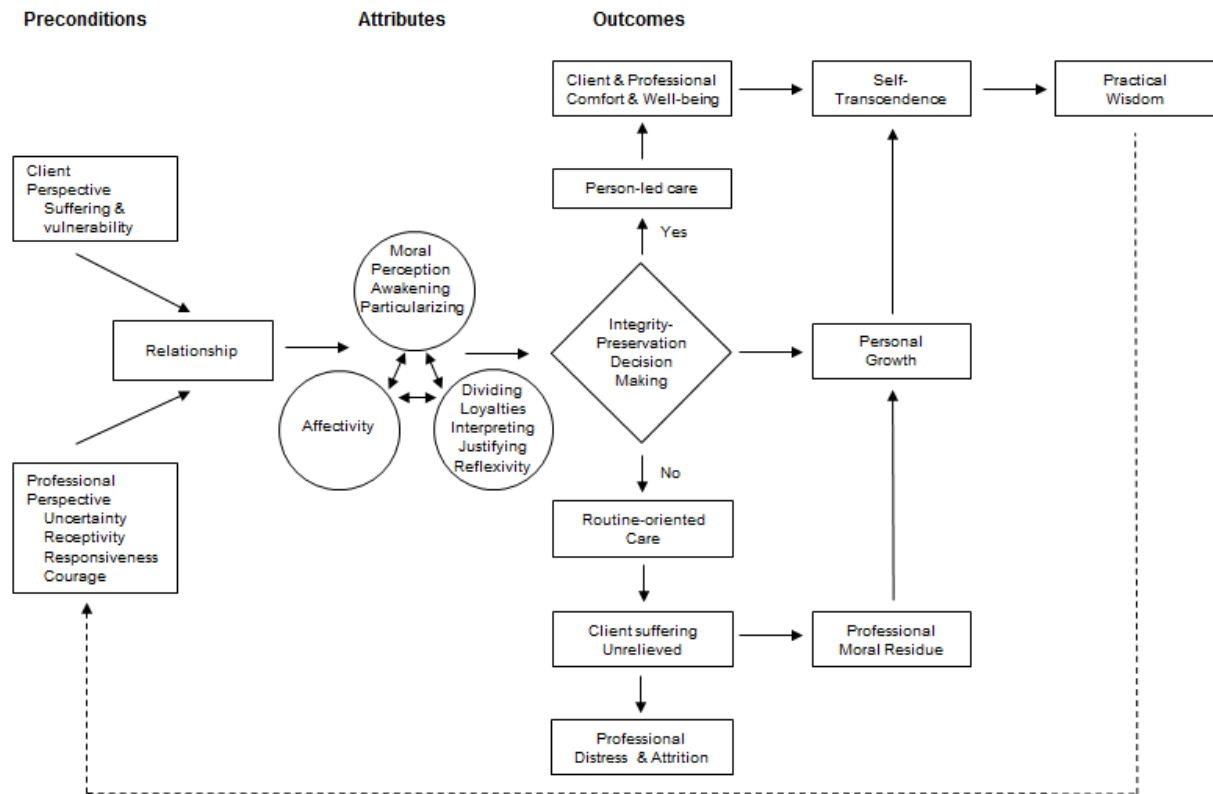 Preconditions
Attributes
Outcomes
Client & Professional
Comfort & Well-being
Self-
Transcendence
Practical
Wisdom
Client
Perspective
Suffering &
vulnerability
Person-led care
Yes
Moral
Perception
Awakening
Particularizing
Relationship
Integrity-
Preservation
Decision
Making
Personal
Growth
Affectivity
Dividing
Loyalties
Interpreting
Justifying
Reflexivity
No
Professional
Perspective
Uncertainty
Receptivity
Responsiveness
Courage
Routine-oriented
Care
Client suffering
Unrelieved
Professional
Moral Residue
Professional
Distress & Attrition